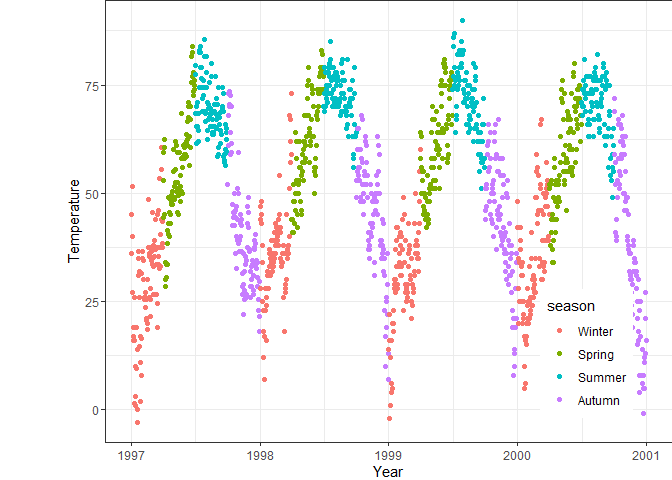 Temperature
75
50
25
0
season
Winter
Spring
Summer
Autumn
1997
1998
1999
2000
2001
Year